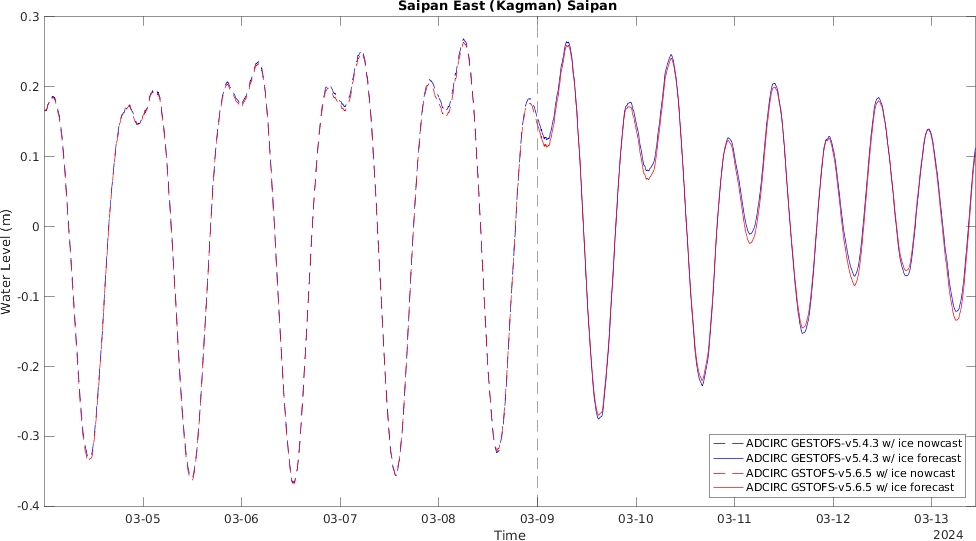 Saipan East (Kagman) Saipan
0.3
0.2
0.1
0
-0.1
-0.2
-0.3
-0.4
Water Level (m)
ADCIRC GESTOFS-v5.4.3 w/ ice nowcast
ADCIRC GESTOFS-v5.4.3 w/ ice forecast
ADCIRC GSTOFS-v5.6.5 w/ ice nowcast
ADCIRC GSTOFS-v5.6.5 w/ ice forecast
03-05 03-06 03-07 03-08 03-09 03-10 03-11 03-12 03-13
Time
2024